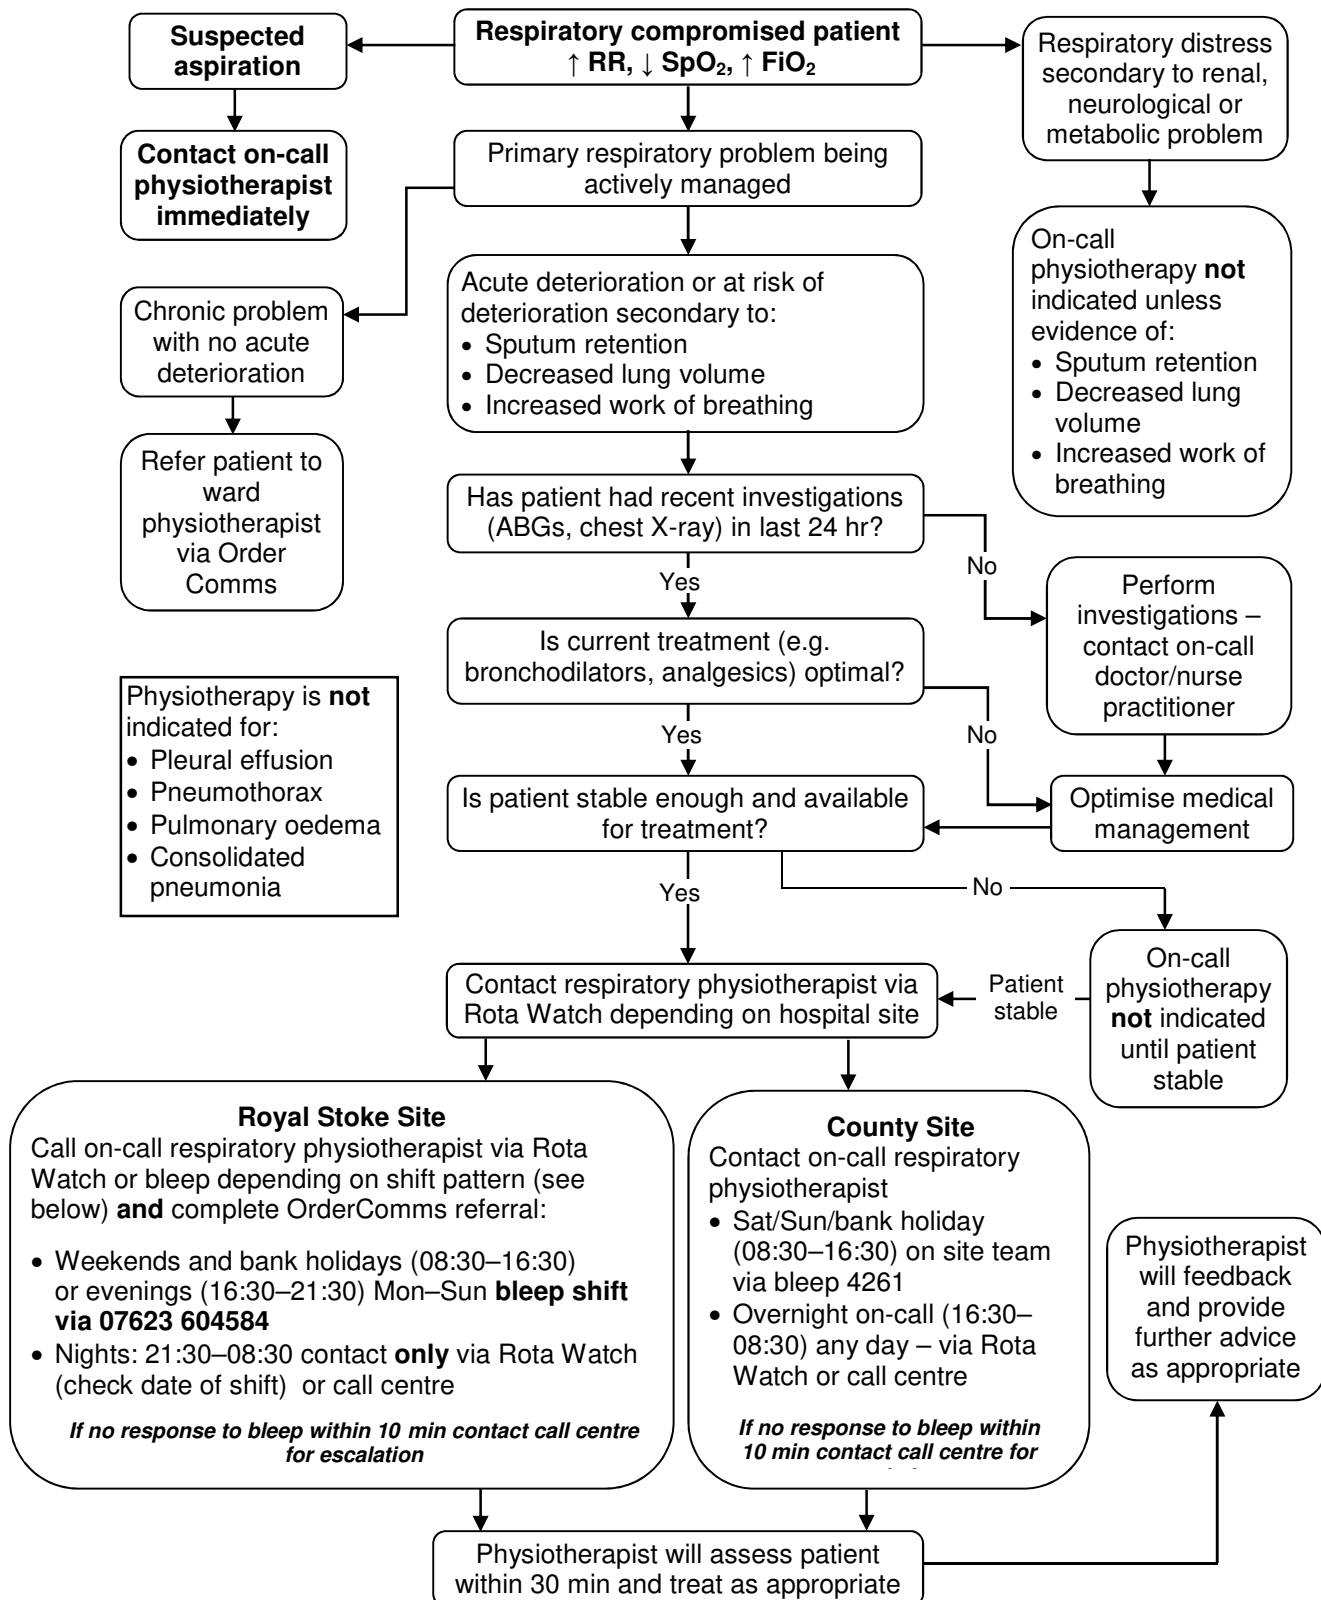 Suspected
aspiration
Respiratory compromised patient
↑ RR, ↓ SpO₂, ↑ FiO₂
Respiratory distress
secondary to renal,
neurological or
metabolic problem
Contact on-call
physiotherapist
immediately
Primary respiratory problem being
actively managed
On-call
physiotherapy not
indicated unless
evidence of:
• Sputum retention
• Decreased lung
volume
• Increased work of
breathing
Chronic problem
with no acute
deterioration
Acute deterioration or at risk of
deterioration secondary to:
• Sputum retention
• Decreased lung volume
• Increased work of breathing
Refer patient to
ward
physiotherapist
via Order
Comms
Has patient had recent investigations
(ABGs, chest X-ray) in last 24 hr?
No
Yes
Perform
investigations –
contact on-call
doctor/nurse
practitioner
Is current treatment (e.g.
bronchodilators, analgesics) optimal?
No
Yes
Physiotherapy is not
indicated for:
• Pleural effusion
• Pneumothorax
• Pulmonary oedema
• Consolidated
pneumonia
Is patient stable enough and available
for treatment?
Optimise medical
management
No
Yes
On-call
physiotherapy
not indicated
until patient
stable
Patient
stable
Contact respiratory physiotherapist via
Rota Watch depending on hospital site
Royal Stoke Site
Call on-call respiratory physiotherapist via Rota
Watch or bleep depending on shift pattern (see
below) and complete OrderComms referral:
• Weekends and bank holidays (08:30–16:30)
or evenings (16:30–21:30) Mon–Sun bleep shift
via 07623 604584
• Nights: 21:30–08:30 contact only via Rota Watch
(check date of shift) or call centre
If no response to bleep within 10 min contact call centre
for escalation
County Site
Contact on-call respiratory
physiotherapist
• Sat/Sun/bank holiday
(08:30–16:30) on site team
via bleep 4261
• Overnight on-call (16:30–
08:30) any day – via Rota
Watch or call centre
If no response to bleep within
10 min contact call centre for
Physiotherapist
will feedback
and provide
further advice
as appropriate
Physiotherapist will assess patient
within 30 min and treat as appropriate